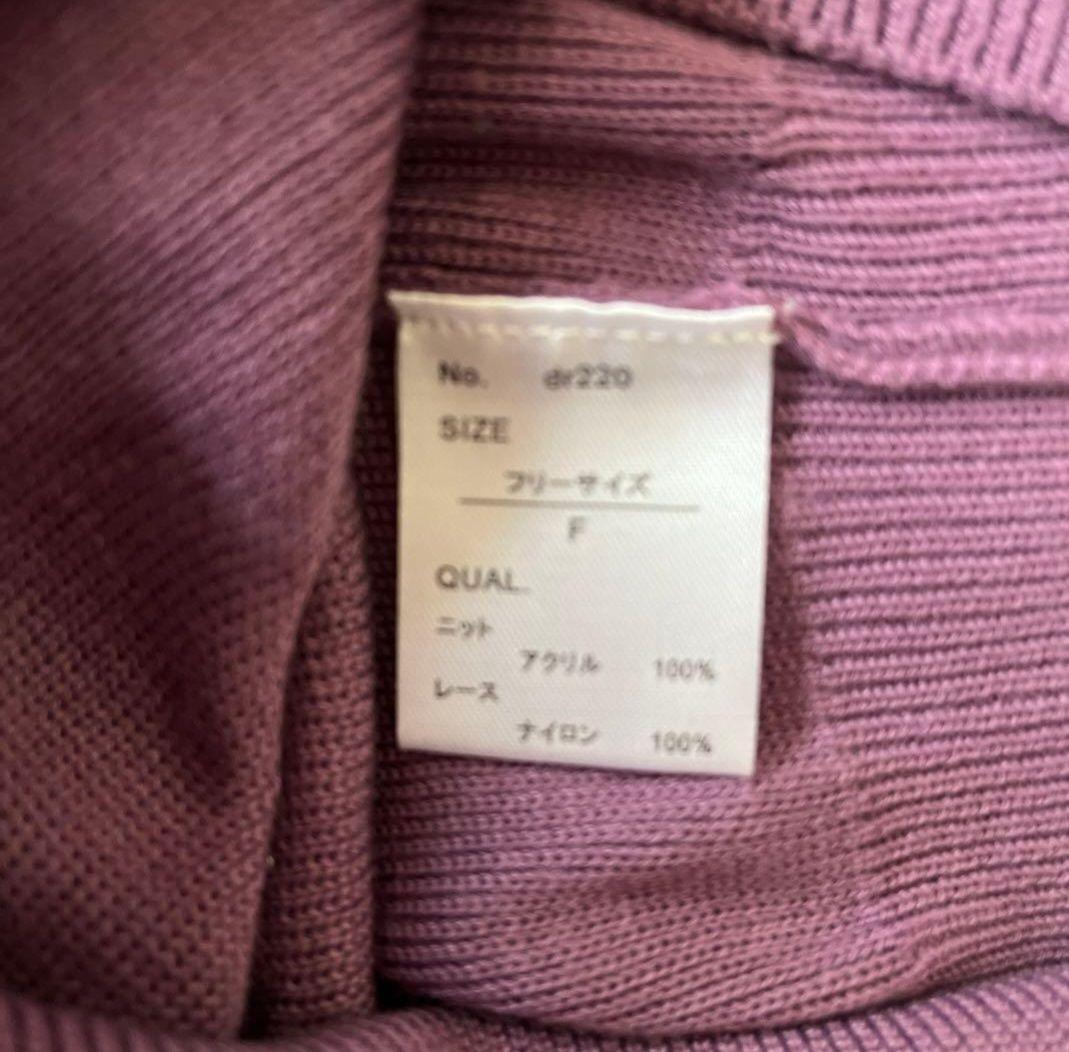 No. dr220
SIZE
フリーサイズ
F
QUAL.
ニット
アクリル 100%
レース
ナイロン 100%